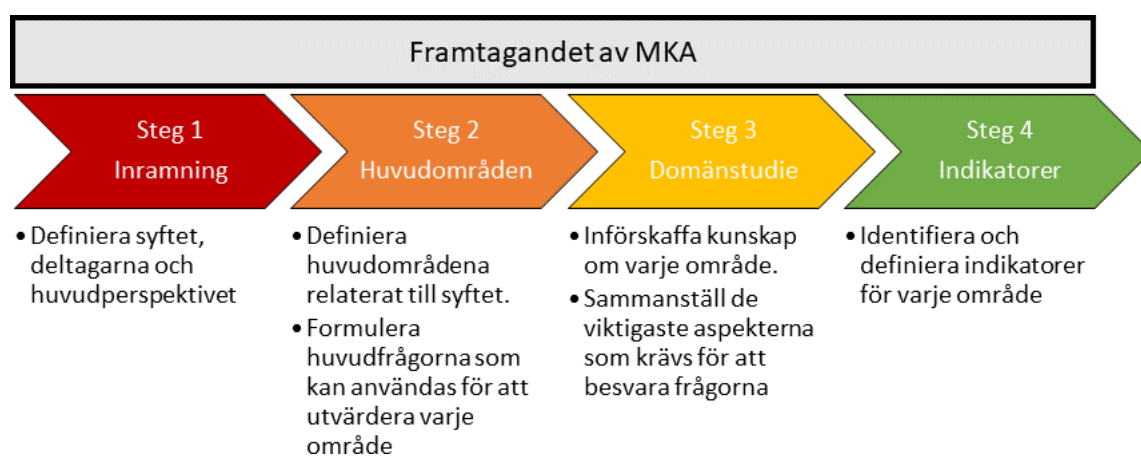 Framtagandet av MKA
Steg 1
Inramning
Steg 2
Huvudområden
Steg 3
Domänstudie
Steg 4
Indikatorer
• Definiera syftet,
deltagarna och
huvudperspektivet
• Definiera
huvudområdena
relaterat till syftet.
• Formulera
huvudfrågorna som
kan användas för att
utvärdera varje
område
• Införskaffa kunskap
om varje område.
• Sammanställ de
viktigaste aspekterna
som krävs för att
besvara frågorna
• Identifiera och
definiera indikatorer
för varje område